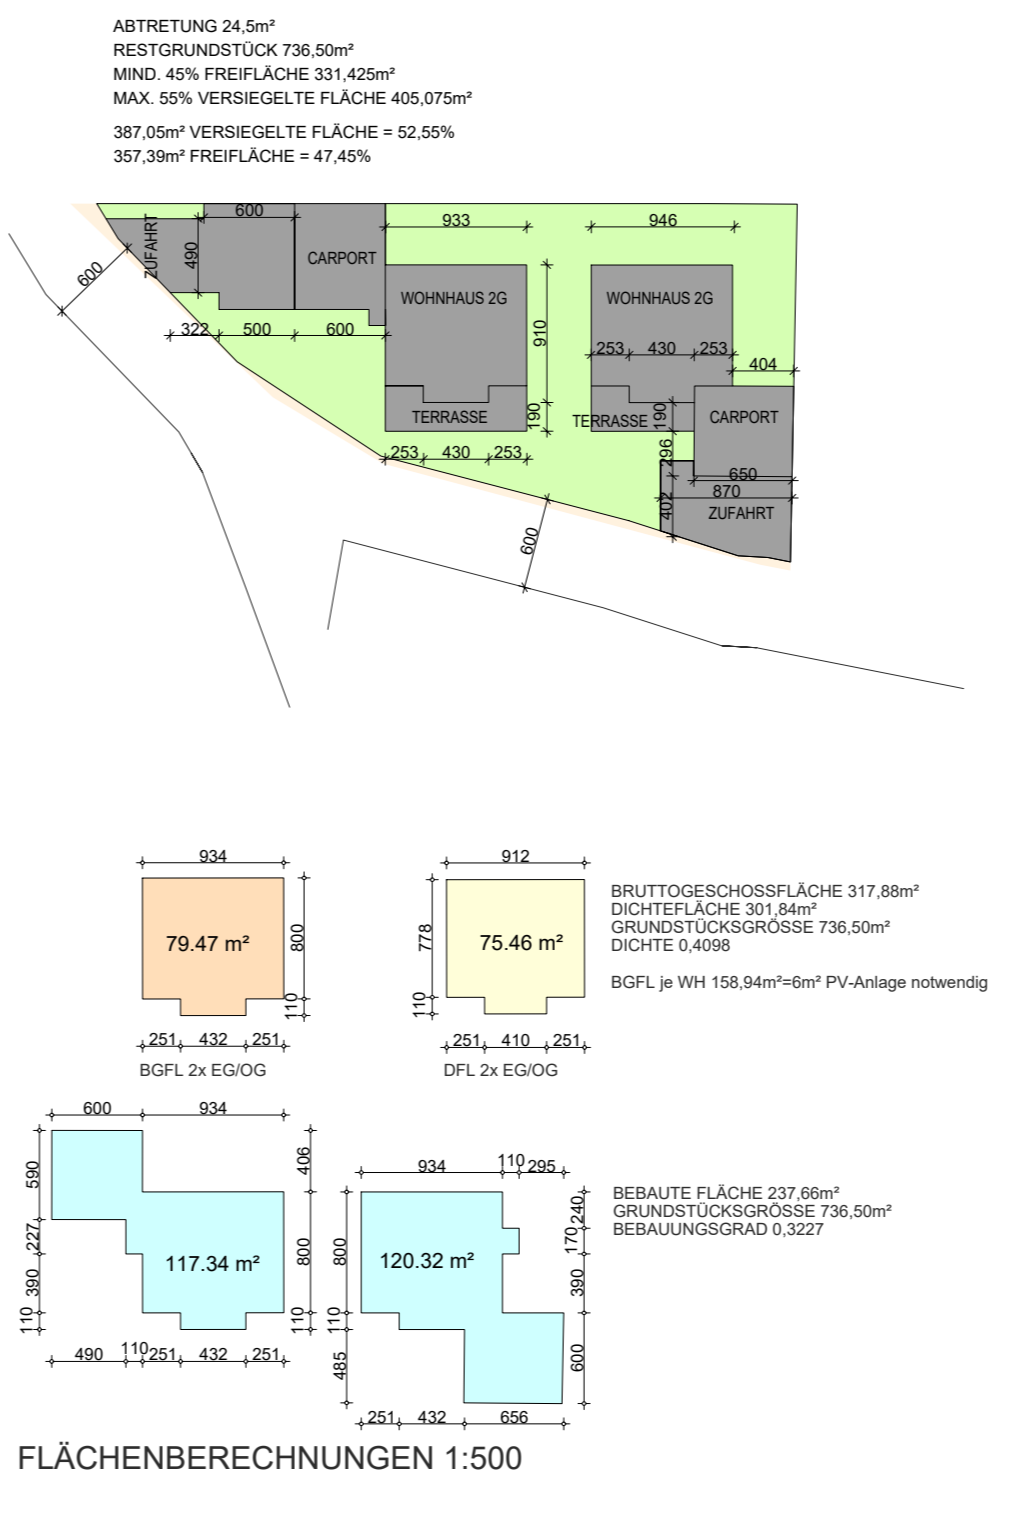 ABTRETUNG 24,5m²
RESTGRUNDSTÜCK 736,50m²
MIND. 45% FREIFLÄCHE 331,425m²
MAX. 55% VERSIEGELTE FLÄCHE 405,075m²
387,05m² VERSIEGELTE FLÄCHE = 52,55%
357,39m² FREIFLÄCHE = 47,45%
600
933
946
ZUFAHRT
490
600
CARPORT
WOHNHAUS 2G
WOHNHAUS 2G
322
500
600
910
253
430
253
404
TERRASSE
190
TERRASSE
190
CARPORT
253
430
253
296
650
870
402
ZUFAHRT
600
934
912
79.47 m²
800
110
778
110
75.46 m²
BRUTTOGESCHOSSFLÄCHE 317,88m²
DICHTEFLÄCHE 301,84m²
GRUNDSTÜCKSGRÖSSE 736,50m²
DICHTE 0,4098
BGFL je WH 158,94m²=6m² PV-Anlage notwendig
251
432
251
251
410
251
BGFL 2x EG/OG
DFL 2x EG/OG
600
934
590
227
390
110
406
800
110
117.34 m²
490
110
251
432
251
934
110
295
800
110
485
240
170
390
600
120.32 m²
251
432
656
BEBAUTE FLÄCHE 237,66m²
GRUNDSTÜCKSGRÖSSE 736,50m²
BEBAUUNGSGRAD 0,3227
FLÄCHENBERECHNUNGEN 1:500